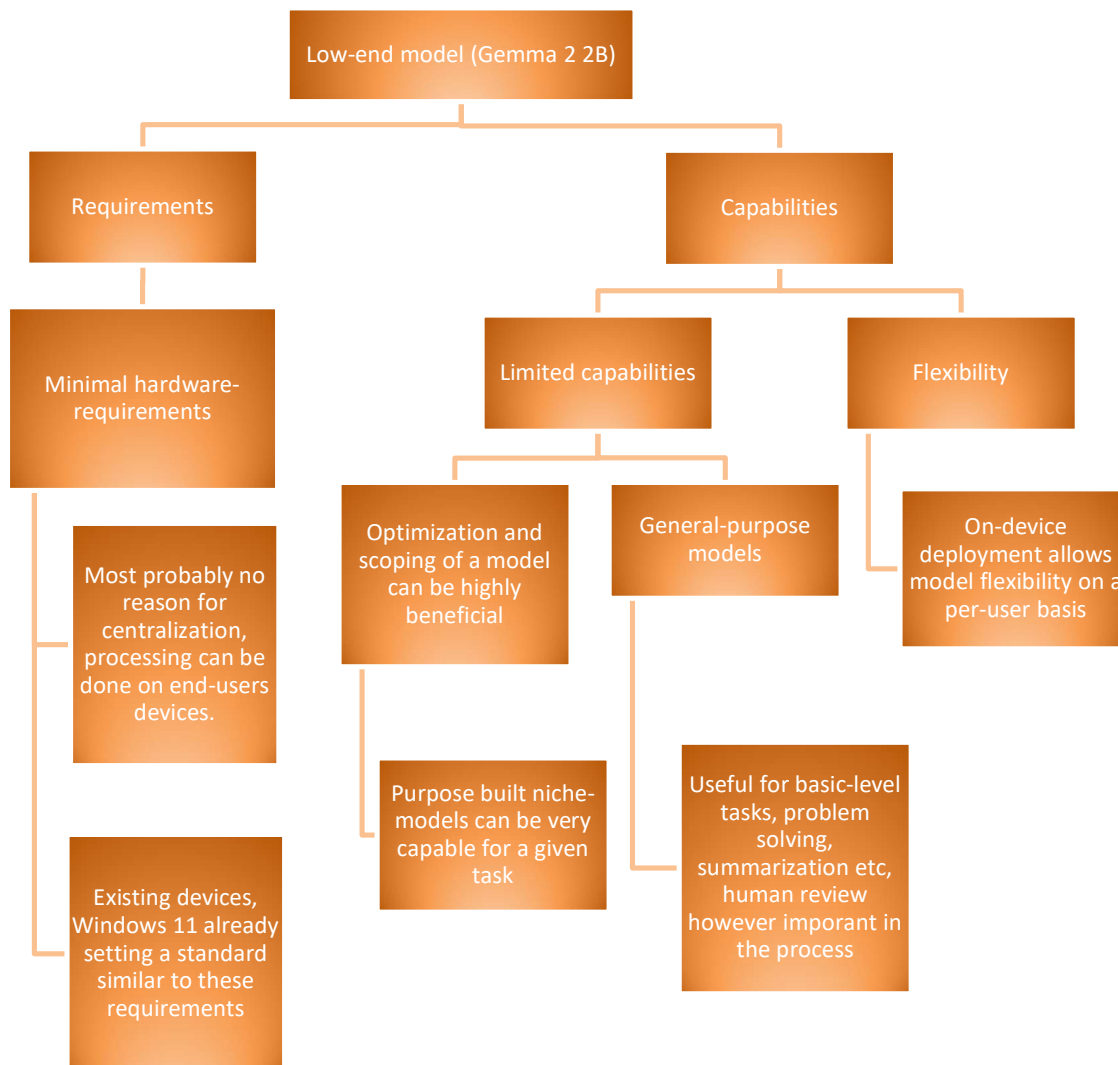 Low-end model (Gemma 2 2B)
Requirements
Capabilities
Minimal hardware-
requirements
Limited capabilities
Flexibility
Most probably no
reason for
centralization,
processing can be
done on end-users
devices.
Optimization and
scoping of a model
can be highly
beneficial
General-purpose
models
On-device
deployment allows
model flexibility on a
per-user basis
Existing devices,
Windows 11 already
setting a standard
similar to these
requirements
Purpose built niche-
models can be very
capable for a given
task
Useful for basic-level
tasks, problem
solving,
summarization etc,
human review
however imporant in
the process